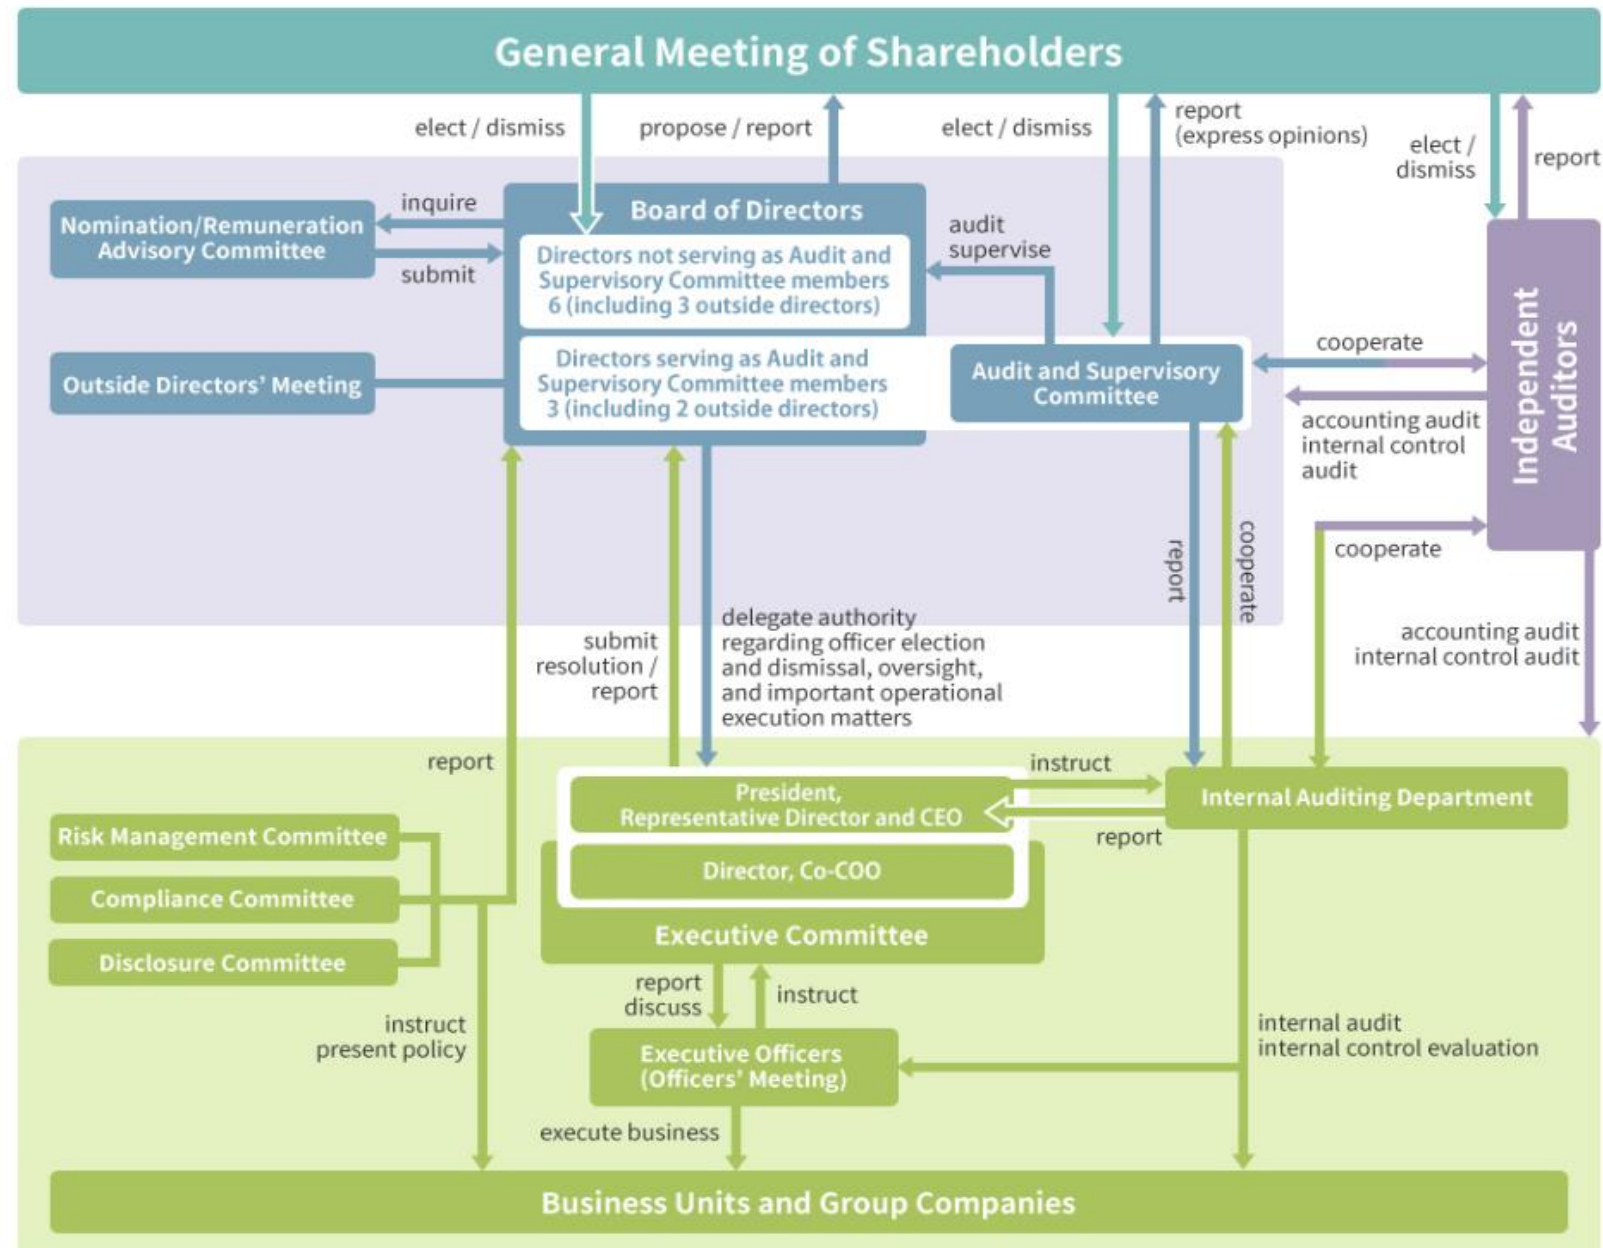 General Meeting of Shareholders
elect / dismiss
propose / report
elect / dismiss
report
(express opinions)
elect /
dismiss
report
Nomination/Remuneration
Advisory Committee
inquire
submit
Board of Directors
Directors not serving as Audit and
Supervisory Committee members
6 (including 3 outside directors)
audit
supervise
Outside Directors' Meeting
Directors serving as Audit and
Supervisory Committee members
3 (including 2 outside directors)
Audit and Supervisory
Committee
cooperate
accounting audit
internal control
audit
Independent
Auditors
cooperate
report
cooperate
accounting audit
internal control audit
submit
resolution /
report
delegate authority
regarding officer election
and dismissal, oversight,
and important operational
execution matters
report
instruct
President,
Representative Director and CEO
Internal Auditing Department
report
Risk Management Committee
Compliance Committee
Disclosure Committee
Director, Co-COO
Executive Committee
report
discuss
instruct
instruct
present policy
Executive Officers
(Officers' Meeting)
internal audit
internal control evaluation
execute business
Business Units and Group Companies